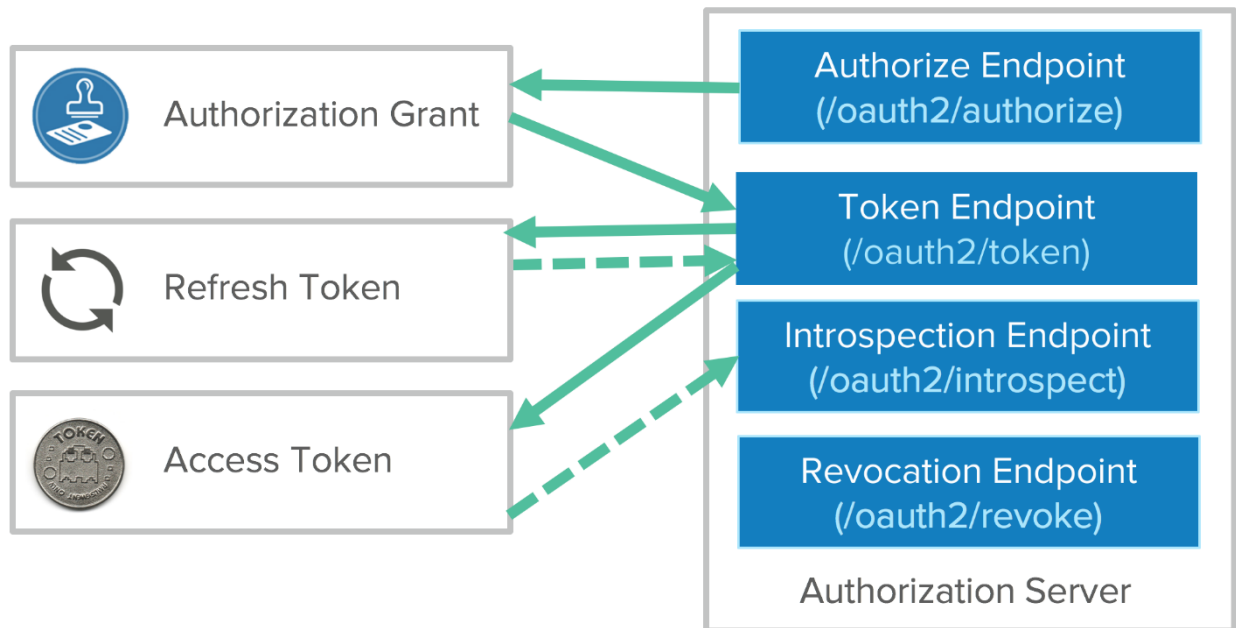 Authorization Grant
Refresh Token
TOKEN
Access Token
Authorize Endpoint
(/oauth2/authorize)
Token Endpoint
(/oauth2/token)
Introspection Endpoint
(/oauth2/introspect)
Revocation Endpoint
(/oauth2/revoke)
Authorization Server